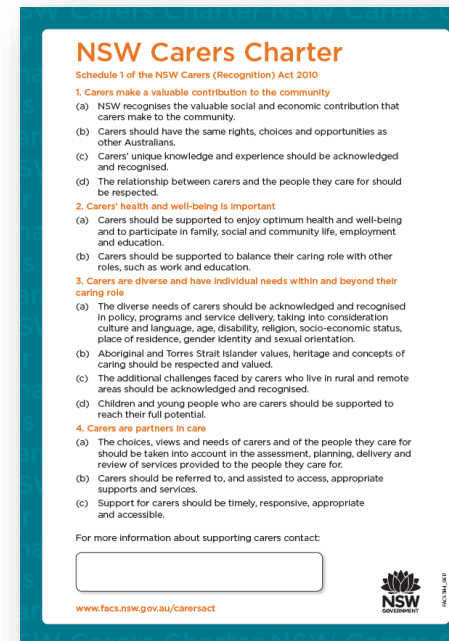 NSW Carers Charter
Schedule 1 of the NSW Carers (Recognition) Act 2010
1. Carers make a valuable contribution to the community
(a) NSW recognises the valuable social and economic contribution that
carers make to the community.
(b) Carers should have the same rights, choices and opportunities as
other Australians.
(c) Carers' unique knowledge and experience should be acknowledged
and recognised.
(d) The relationship between carers and the people they care for should
be respected.
2. Carers' health and well-being is important
(a) Carers should be supported to enjoy optimum health and well-being
and to participate in family, social and community life, employment
and education.
(b) Carers should be supported to balance their caring role with other
roles, such as work and education.
3. Carers are diverse and have individual needs within and beyond their
caring role
(a) The diverse needs of carers should be acknowledged and recognised
in policy, programs and service delivery, taking into consideration
culture and language, age, disability, religion, socio-economic status,
place of residence, gender identity and sexual orientation.
(b) Aboriginal and Torres Strait Islander values, heritage and concepts of
caring should be respected and valued.
(c) The additional challenges faced by carers who live in rural and remote
areas should be acknowledged and recognised.
(d) Children and young people who are carers should be supported to
reach their full potential.
4. Carers are partners in care
(a) The choices, views and needs of carers and of the people they care for
should be taken into account in the assessment, planning, delivery and
review of services provided to the people they care for.
(b) Carers should be referred to, and assisted to access, appropriate
supports and services.
(c) Support for carers should be timely, responsive, appropriate
and accessible.
For more information about supporting carers contact:
www.facs.nsw.gov.au/carersact
NSW
GOVERNMENT